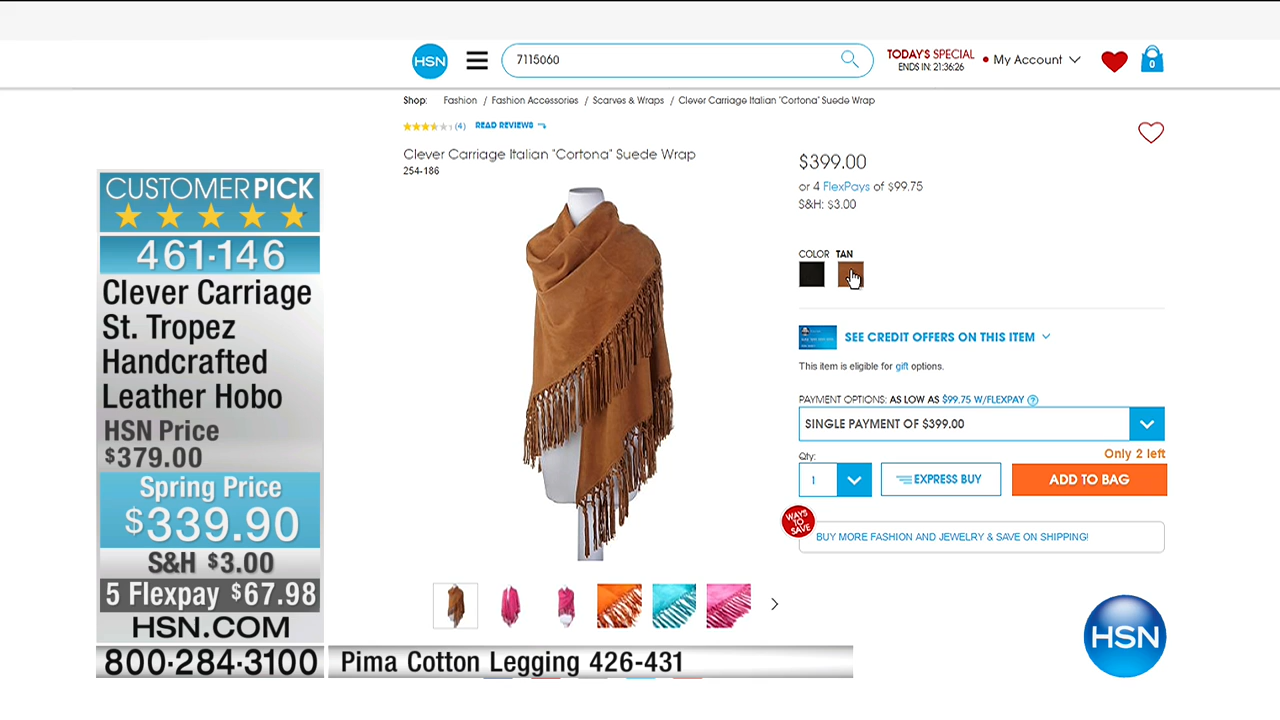 HSN
7115060
TODAY'S SPECIAL
ENDS IN: 21:36:26
My Account
0
Shop: Fashion / Fashion Accessories / Scarves & Wraps / Clever Carriage Italian "Cortona" Suede Wrap
(4) READ REVIEWS
Clever Carriage Italian "Cortona" Suede Wrap
254-186
$399.00
or 4 FlexPays of $99.75
S&H: $3.00
COLOR TAN
SEE CREDIT OFFERS ON THIS ITEM
This item is eligible for gift options.
PAYMENT OPTIONS: AS LOW AS $99.75 W/FLEXPAY ?
SINGLE PAYMENT OF $399.00
Only 2 left
Qty:
1
EXPRESS BUY
ADD TO BAG
WAYS TO SAVE
BUY MORE FASHION AND JEWELRY & SAVE ON SHIPPING!
CUSTOMER PICK
461·146
Clever Carriage
St. Tropez
Handcrafted
Leather Hobo
HSN Price
$379.00
Spring Price
$339.90
S&H $3.00
5 Flexpay $67.98
HSN.COM
800·284·3100
Pima Cotton Legging 426-431
HSN